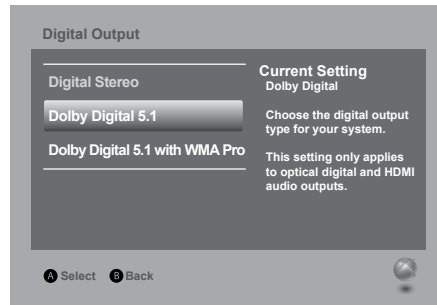 Digital Output
Digital Stereo
Dolby Digital 5.1
Dolby Digital 5.1 with WMA Pro
Current Setting
Dolby Digital
Choose the digital output
type for your system.
This setting only applies
to optical digital and HDMI
audio outputs.
A Select B Back